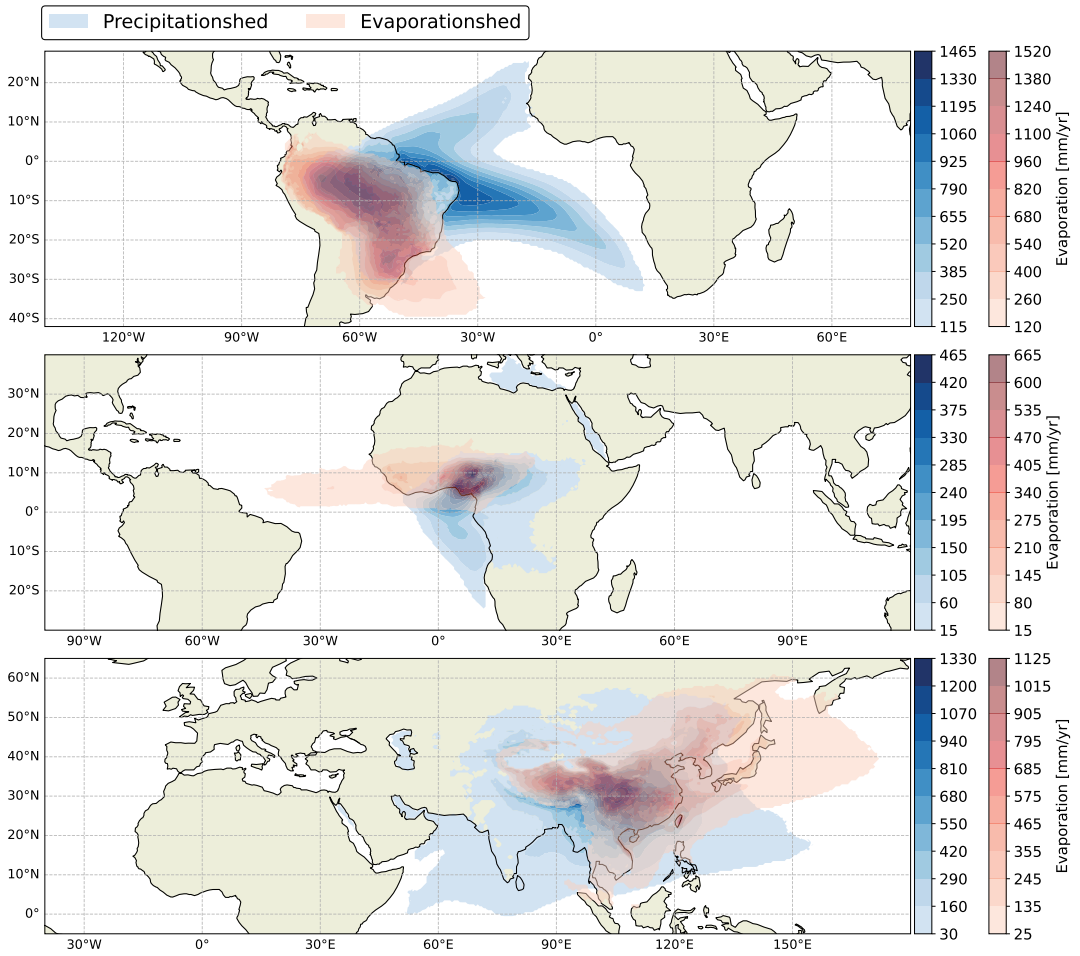 Precipitationshed Evaporationshed
20°N
10°N
0°
10°S
20°S
30°S
40°S
120°W 90°W 60°W 30°W 0° 30°E 60°E
1465
1330
1195
1060
925
790
655
520
385
250
115
1520
1380
1240
1100
960
820
680
540
400
260
120
Evaporation [mm/yr]
30°N
20°N
10°N
0°
10°S
20°S
90°W 60°W 30°W 0° 30°E 60°E 90°E
465
420
375
330
285
240
195
150
105
60
15
665
600
535
470
405
340
275
210
145
80
15
Evaporation [mm/yr]
60°N
50°N
40°N
30°N
20°N
10°N
0°
30°W 0° 30°E 60°E 90°E 120°E 150°E
1330
1200
1070
940
810
680
550
420
290
160
30
1125
1015
905
795
685
575
465
355
245
135
25
Evaporation [mm/yr]